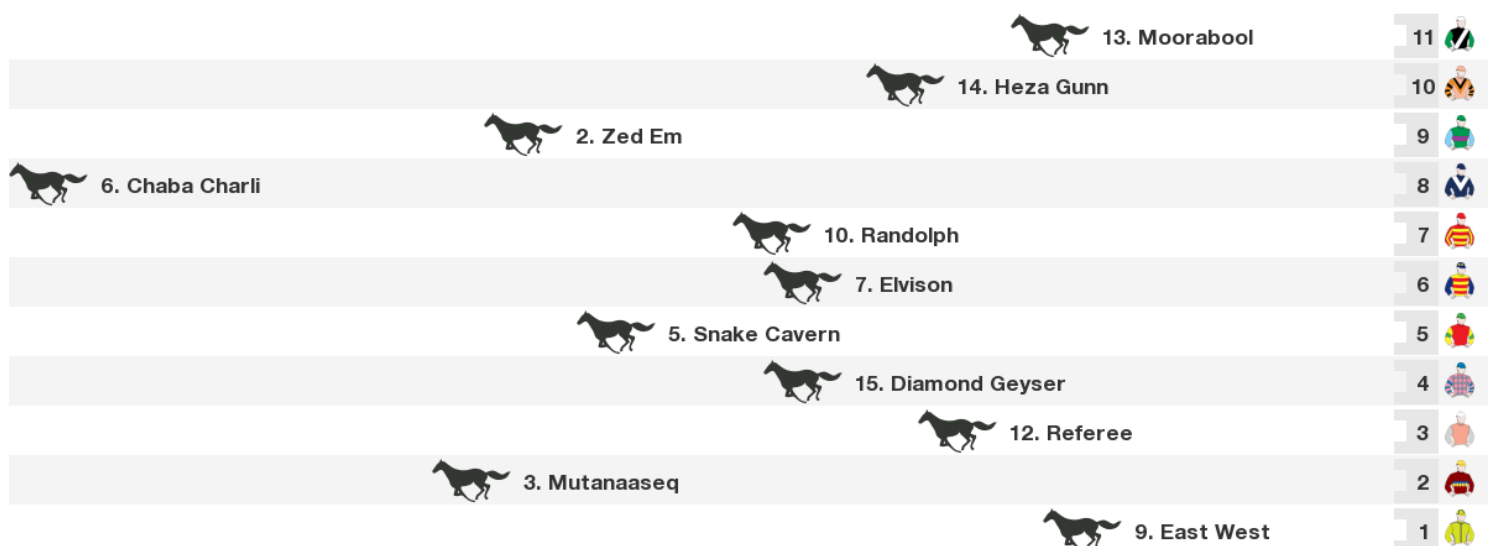 13. Moorabool 11
14. Heza Gunn 10
2. Zed Em 9
6. Chaba Charli 8
10. Randolph 7
7. Elvison 6
5. Snake Cavern 5
15. Diamond Geyser 4
12. Referee 3
3. Mutanaaseq 2
9. East West 1